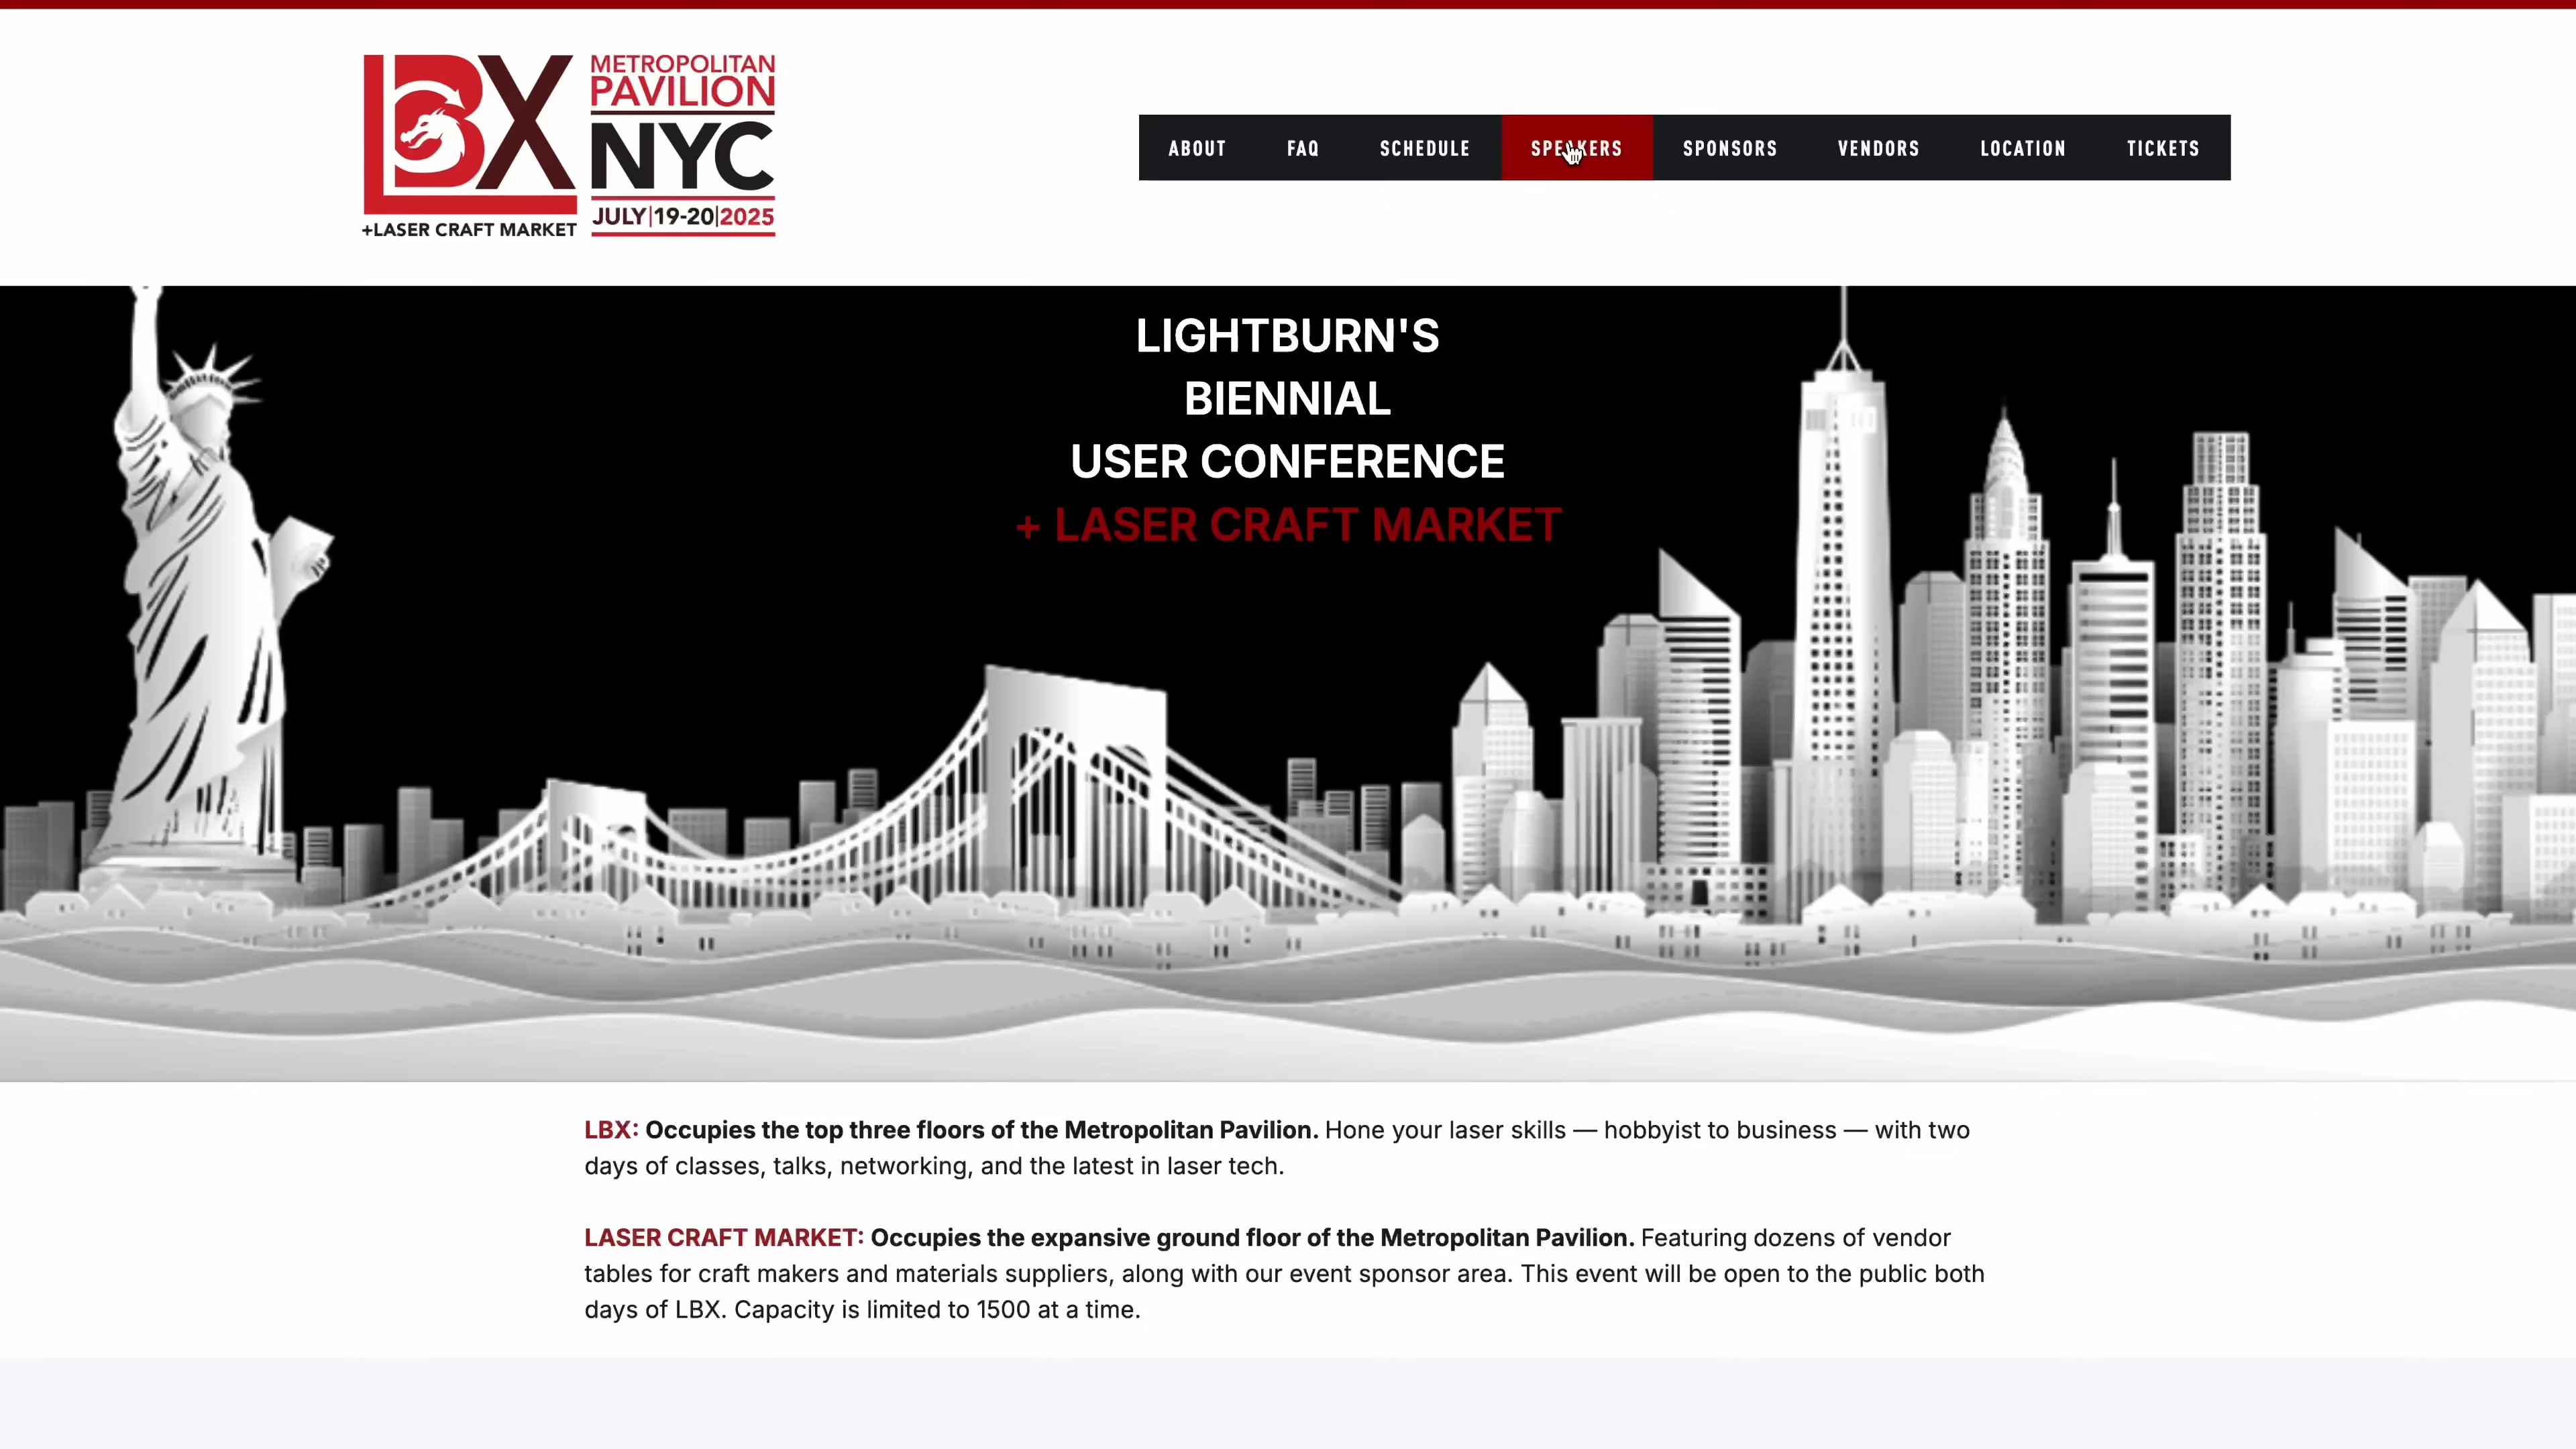 LBX
+LASER CRAFT MARKET
METROPOLITAN
PAVILION
NYC
JULY|19-20|2025
ABOUT FAQ SCHEDULE SPEAKERS SPONSORS VENDORS LOCATION TICKETS
LIGHTBURN'S
BIENNIAL
USER CONFERENCE
+ LASER CRAFT MARKET
LBX: Occupies the top three floors of the Metropolitan Pavilion. Hone your laser skills — hobbyist to business — with two
days of classes, talks, networking, and the latest in laser tech.
LASER CRAFT MARKET: Occupies the expansive ground floor of the Metropolitan Pavilion. Featuring dozens of vendor
tables for craft makers and materials suppliers, along with our event sponsor area. This event will be open to the public both
days of LBX. Capacity is limited to 1500 at a time.